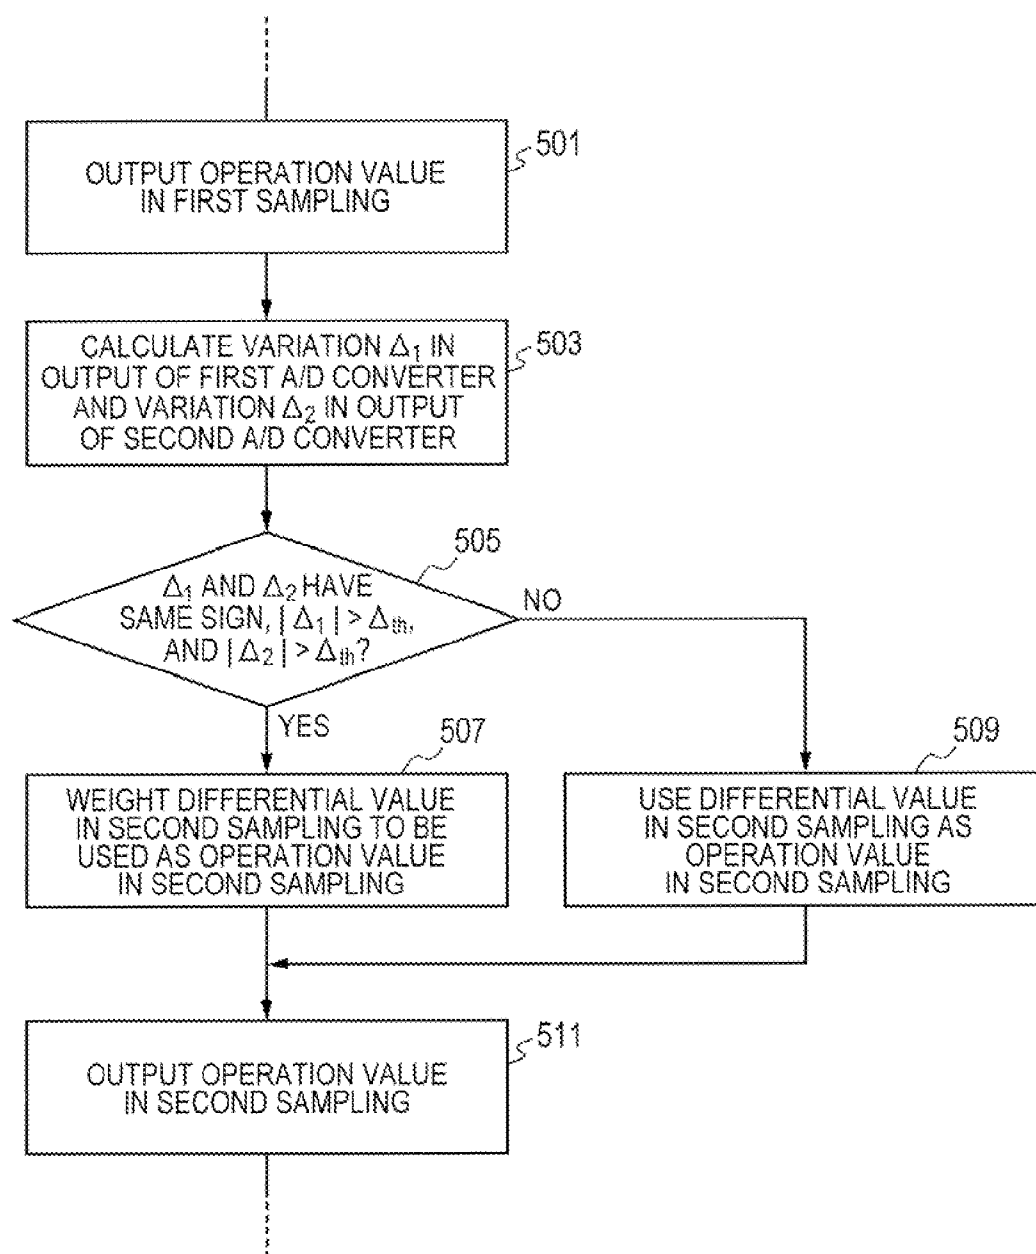 501
OUTPUT OPERATION VALUE
IN FIRST SAMPLING
503
CALCULATE VARIATION Δ₁ IN
OUTPUT OF FIRST A/D CONVERTER
AND VARIATION Δ₂ IN OUTPUT
OF SECOND A/D CONVERTER
505
Δ₁ AND Δ₂ HAVE
SAME SIGN, |Δ₁| > Δth,
AND |Δ₂| > Δth?
NO
YES
507
WEIGHT DIFFERENTIAL VALUE
IN SECOND SAMPLING TO BE
USED AS OPERATION VALUE
IN SECOND SAMPLING
509
USE DIFFERENTIAL VALUE
IN SECOND SAMPLING AS
OPERATION VALUE
IN SECOND SAMPLING
511
OUTPUT OPERATION VALUE
IN SECOND SAMPLING